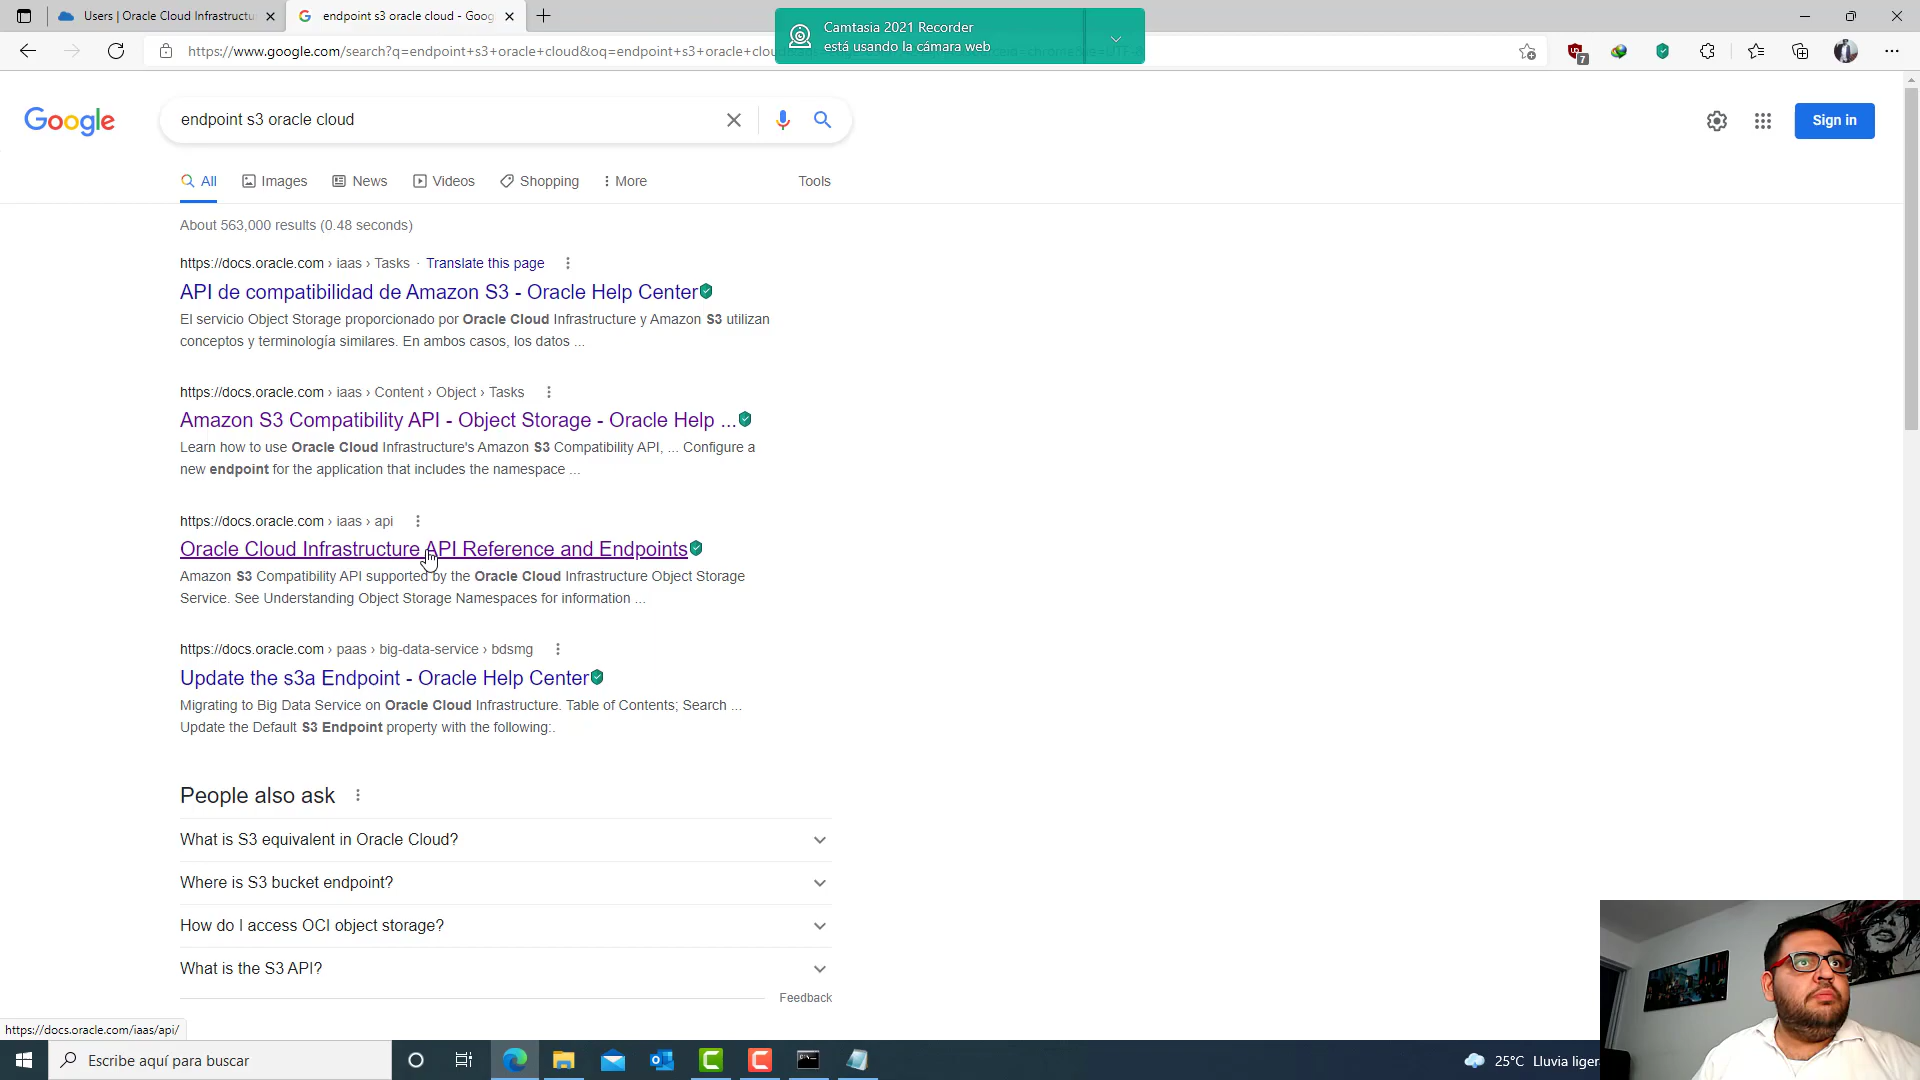 Users | Oracle Cloud Infrastructu
endpoint s3 oracle cloud - Goog
Camtasia 2021 Recorder
está usando la cámara web
https://www.google.com/search?q=endpoint+s3+oracle+cloud&oq=endpoint+s3+oracle+cloud
7
Google
endpoint s3 oracle cloud
Sign in
All
Images
News
Videos
Shopping
More
Tools
About 563,000 results (0.48 seconds)
https://docs.oracle.com › iaas › Tasks · Translate this page
API de compatibilidad de Amazon S3 - Oracle Help Center
El servicio Object Storage proporcionado por Oracle Cloud Infrastructure y Amazon S3 utilizan
conceptos y terminología similares. En ambos casos, los datos ...
https://docs.oracle.com › iaas › Content › Object › Tasks
Amazon S3 Compatibility API - Object Storage - Oracle Help ...
Learn how to use Oracle Cloud Infrastructure's Amazon S3 Compatibility API, ... Configure a
new endpoint for the application that includes the namespace ...
https://docs.oracle.com › iaas › api
Oracle Cloud Infrastructure API Reference and Endpoints
Amazon S3 Compatibility API supported by the Oracle Cloud Infrastructure Object Storage
Service. See Understanding Object Storage Namespaces for information ...
https://docs.oracle.com › paas › big-data-service › bdsmg
Update the s3a Endpoint - Oracle Help Center
Migrating to Big Data Service on Oracle Cloud Infrastructure. Table of Contents; Search ...
Update the Default S3 Endpoint property with the following:.
People also ask
What is S3 equivalent in Oracle Cloud?
Where is S3 bucket endpoint?
How do I access OCI object storage?
What is the S3 API?
Feedback
https://docs.oracle.com/iaas/api/
Escribe aquí para buscar
25°C Lluvia liger